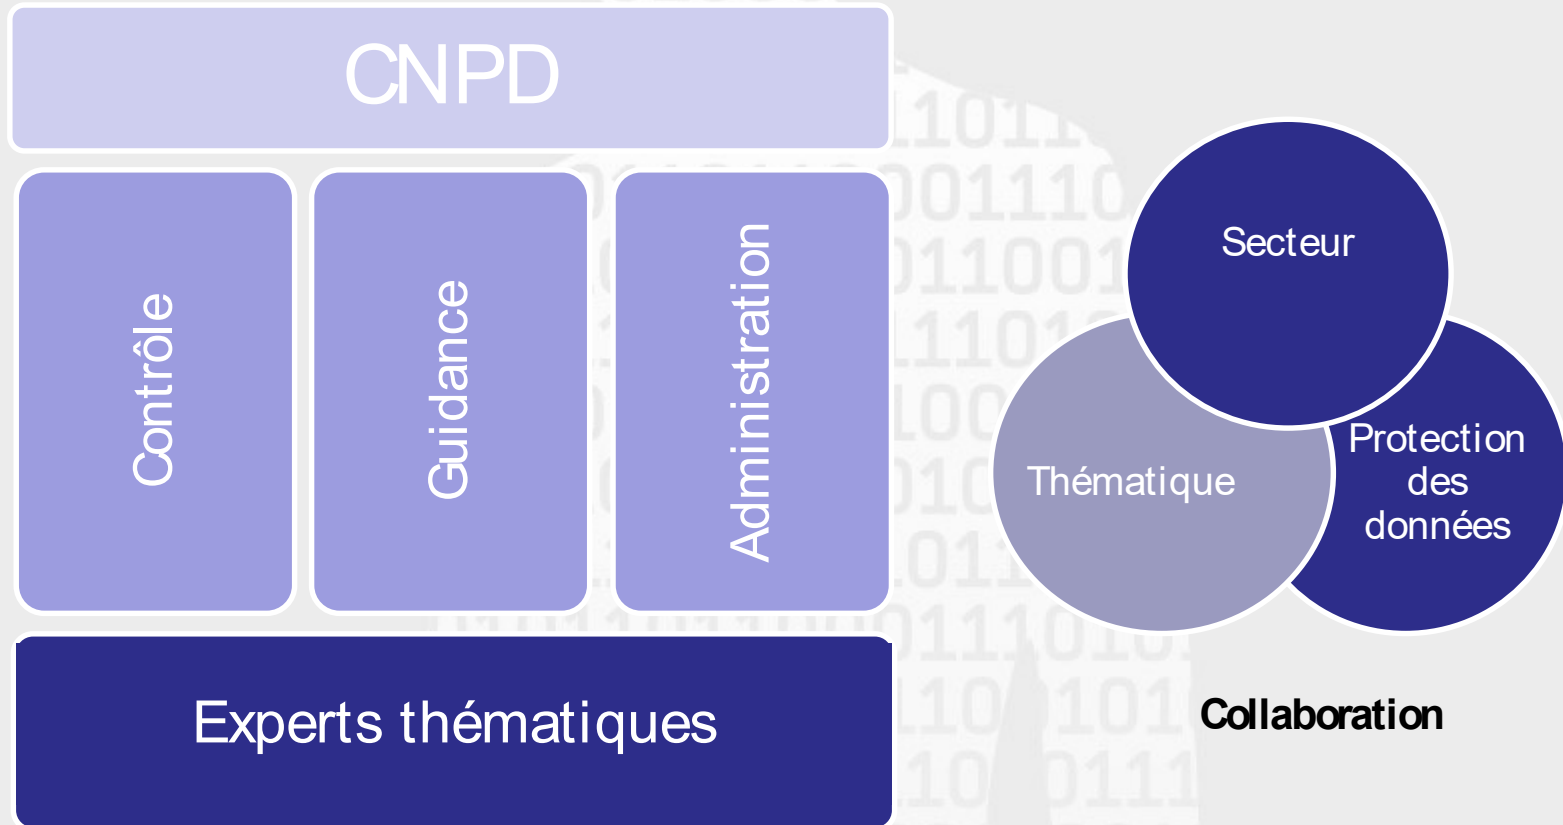 CNPD
Contrôle
Guidance
Administration
Experts thématiques
Secteur
Thématique
Protection
des
données
Collaboration